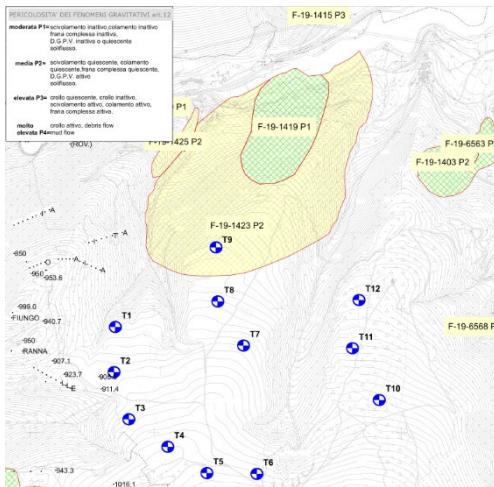 PERICOLOSITA' DEI FENOMENI GRAVITATIVI art.12
moderata P1= scivolamento inattivo,colamento inattivo
frana complessa inattiva,
D.G.P.V. inattiva o quiescente
soliflusso.
media P2= scivolamento quiescente, colamento
quiescente,frana complessa quiescente,
D.G.P.V. attivo
soliflusso.
elevata P3= crollo quiescente, crollo inattivo,
scivolamento attivo, colamento attivo,
frana complessa attiva.
molto crollo attivo, debris flow
elevata P4=mud flow
F-19-1415 P3
P1
F-19-1419 P1
1425 P2
(ROV.)
F-19-6563 P
F-19-1403 P2
F-19-1423 P2
T9
950
950
953.6
T8
T12
999.0
FIUNGO
940.7
T1
F-19-6568 P
T7
T11
950
RANNA
907.1
T2
923.7
911.4
T10
T3
T4
T5
T6
943.3
1016.1